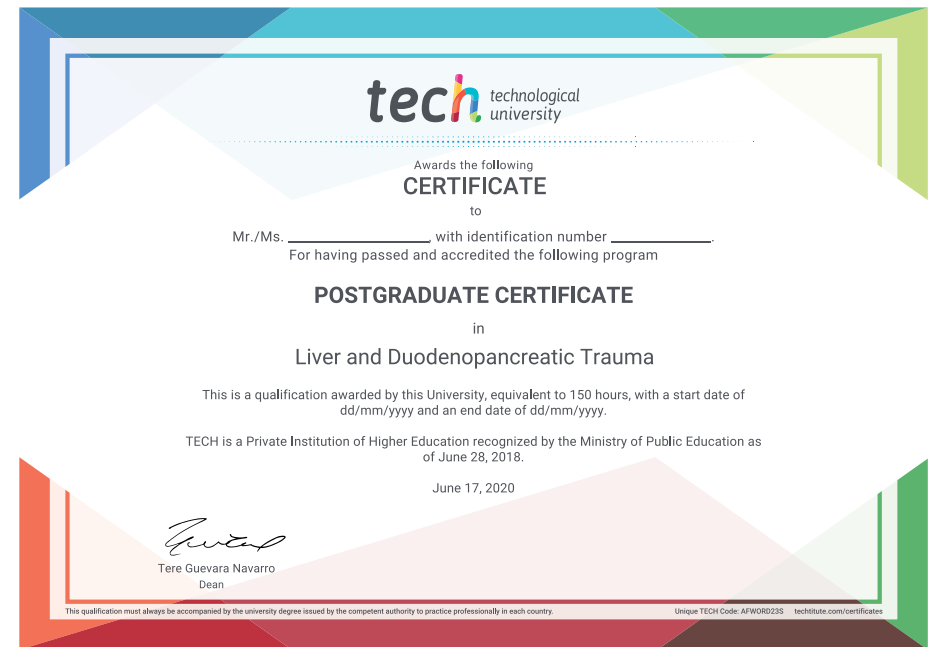 tech technological
university
Awards the following
CERTIFICATE
to
Mr./Ms. ____________________, with identification number ______________.
For having passed and accredited the following program
POSTGRADUATE CERTIFICATE
in
Liver and Duodenopancreatic Trauma
This is a qualification awarded by this University, equivalent to 150 hours, with a start date of
dd/mm/yyyy and an end date of dd/mm/yyyy.
TECH is a Private Institution of Higher Education recognized by the Ministry of Public Education as
of June 28, 2018.
June 17, 2020
Tere Guevara Navarro
Dean
This qualification must always be accompanied by the university degree issued by the competent authority to practice professionally in each country.
Unique TECH Code: AFWORD23S techtitute.com/certificates